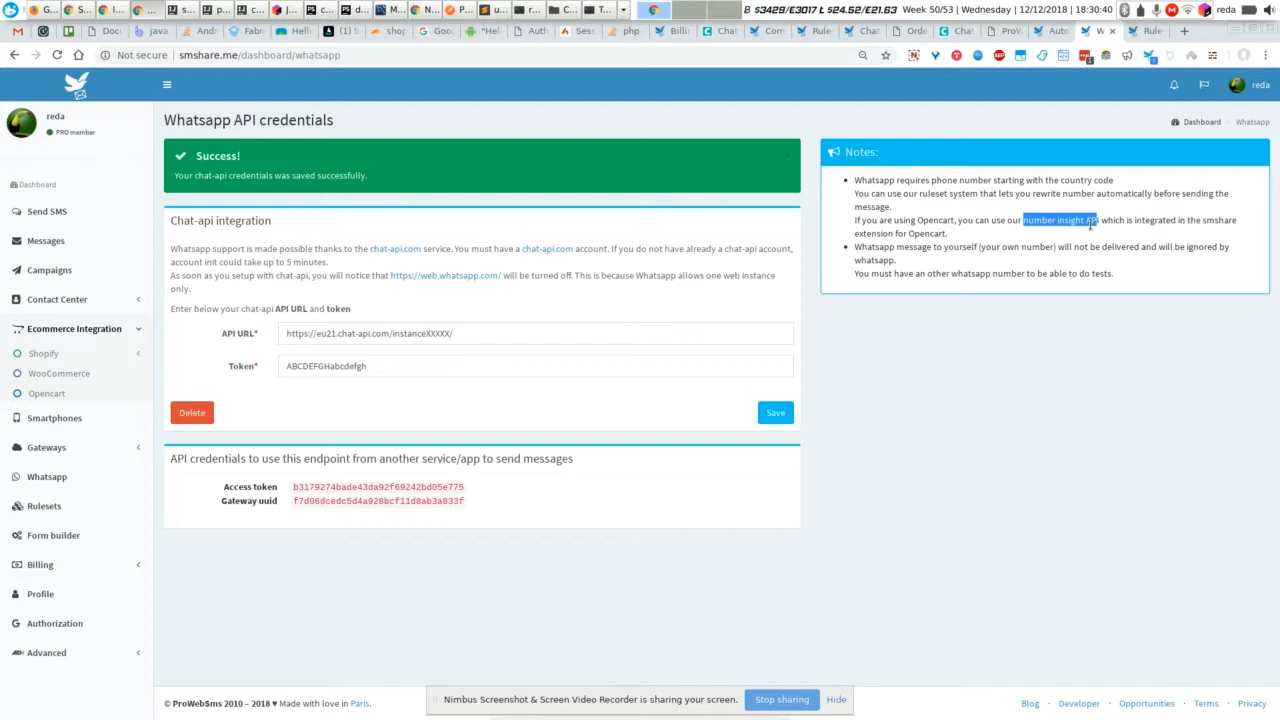 ฿ $3429/€3017 Ł $24.52/€21.63 Week 50/53 | Wednesday | 12/12/2018 | 18:30:40 reda
Not secure | smshare.me/dashboard/whatsapp
reda
reda
PRO member
Whatsapp API credentials
Dashboard Whatsapp
Success!
Your chat-api credentials was saved successfully.
Notes:
Whatsapp requires phone number starting with the country code
You can use our ruleset system that lets you rewrite number automatically before sending the
message.
If you are using Opencart, you can use our number insight API which is integrated in the smshare
extension for Opencart.
Whatsapp message to yourself (your own number) will not be delivered and will be ignored by
whatsapp.
You must have an other whatsapp number to be able to do tests.
Dashboard
Send SMS
Messages
Campaigns
Contact Center
Ecommerce Integration
Shopify
WooCommerce
Opencart
Smartphones
Gateways
Whatsapp
Rulesets
Form builder
Billing
Profile
Authorization
Advanced
Chat-api integration
Whatsapp support is made possible thanks to the chat-api.com service. You must have a chat-api.com account. If you do not have already a chat-api account,
account init could take up to 5 minutes.
As soon as you setup with chat-api, you will notice that https://web.whatsapp.com/ will be turned off. This is because Whatsapp allows one web instance
only.
Enter below your chat-api API URL and token
API URL* https://eu21.chat-api.com/instanceXXXXX/
Token* ABCDEFGHabcdefgh
Delete Save
API credentials to use this endpoint from another service/app to send messages
Access token b3179274bade43da92f69242bd05e775
Gateway uuid f7d06dcedc5d4a928bcf11d8ab3a833f
© ProWebSms 2010 – 2018 ♥ Made with love in Paris.
Nimbus Screenshot & Screen Video Recorder is sharing your screen. Stop sharing Hide
Blog · Developer · Opportunities · Terms · Privacy